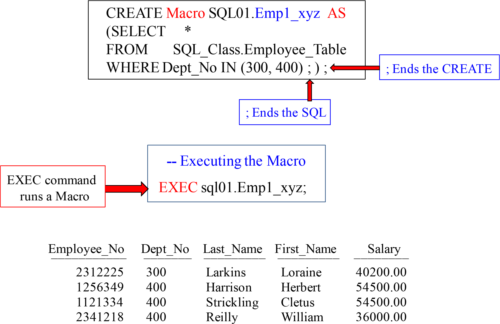 CREATE Macro SQL01.Emp1_xyz AS
(SELECT *
FROM SQL_Class.Employee_Table
WHERE Dept_No IN (300, 400) ; ) ;
; Ends the CREATE
; Ends the SQL
-- Executing the Macro
EXEC command
runs a Macro
EXEC sql01.Emp1_xyz;
Employee_No Dept_No Last_Name First_Name Salary
2312225 300 Larkins Loraine 40200.00
1256349 400 Harrison Herbert 54500.00
1121334 400 Strickling Cletus 54500.00
2341218 400 Reilly William 36000.00